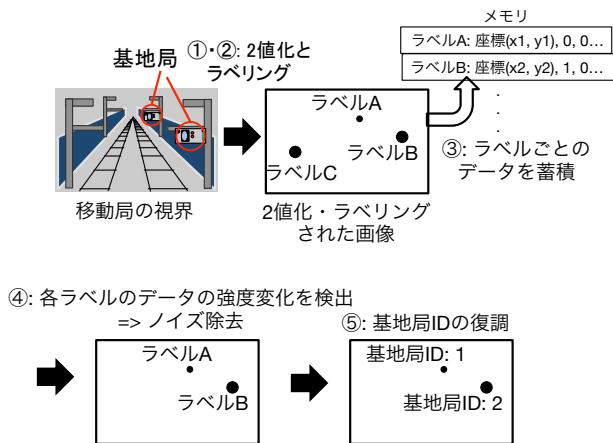 メモリ
ラベルA: 座標(x1, y1), 0, 0...
ラベルB: 座標(x2, y2), 1, 0...
.
.
.
基地局
①・②: 2値化と
ラベリング
ラベルA
ラベルB
ラベルC
③: ラベルごとの
データを蓄積
移動局の視界
2値化・ラベリング
された画像
④: 各ラベルのデータの強度変化を検出
=> ノイズ除去
ラベルA
ラベルB
⑤: 基地局IDの復調
基地局ID: 1
基地局ID: 2